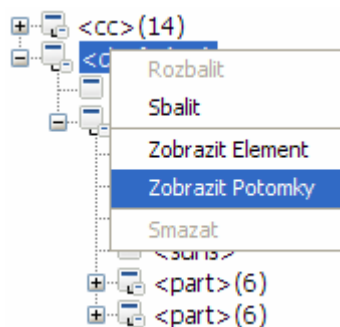 <cc>(14)
Rozbalit
Sbalit
Zobrazit Element
Zobrazit Potomky
Smazat
<part>(6)
<part>(6)